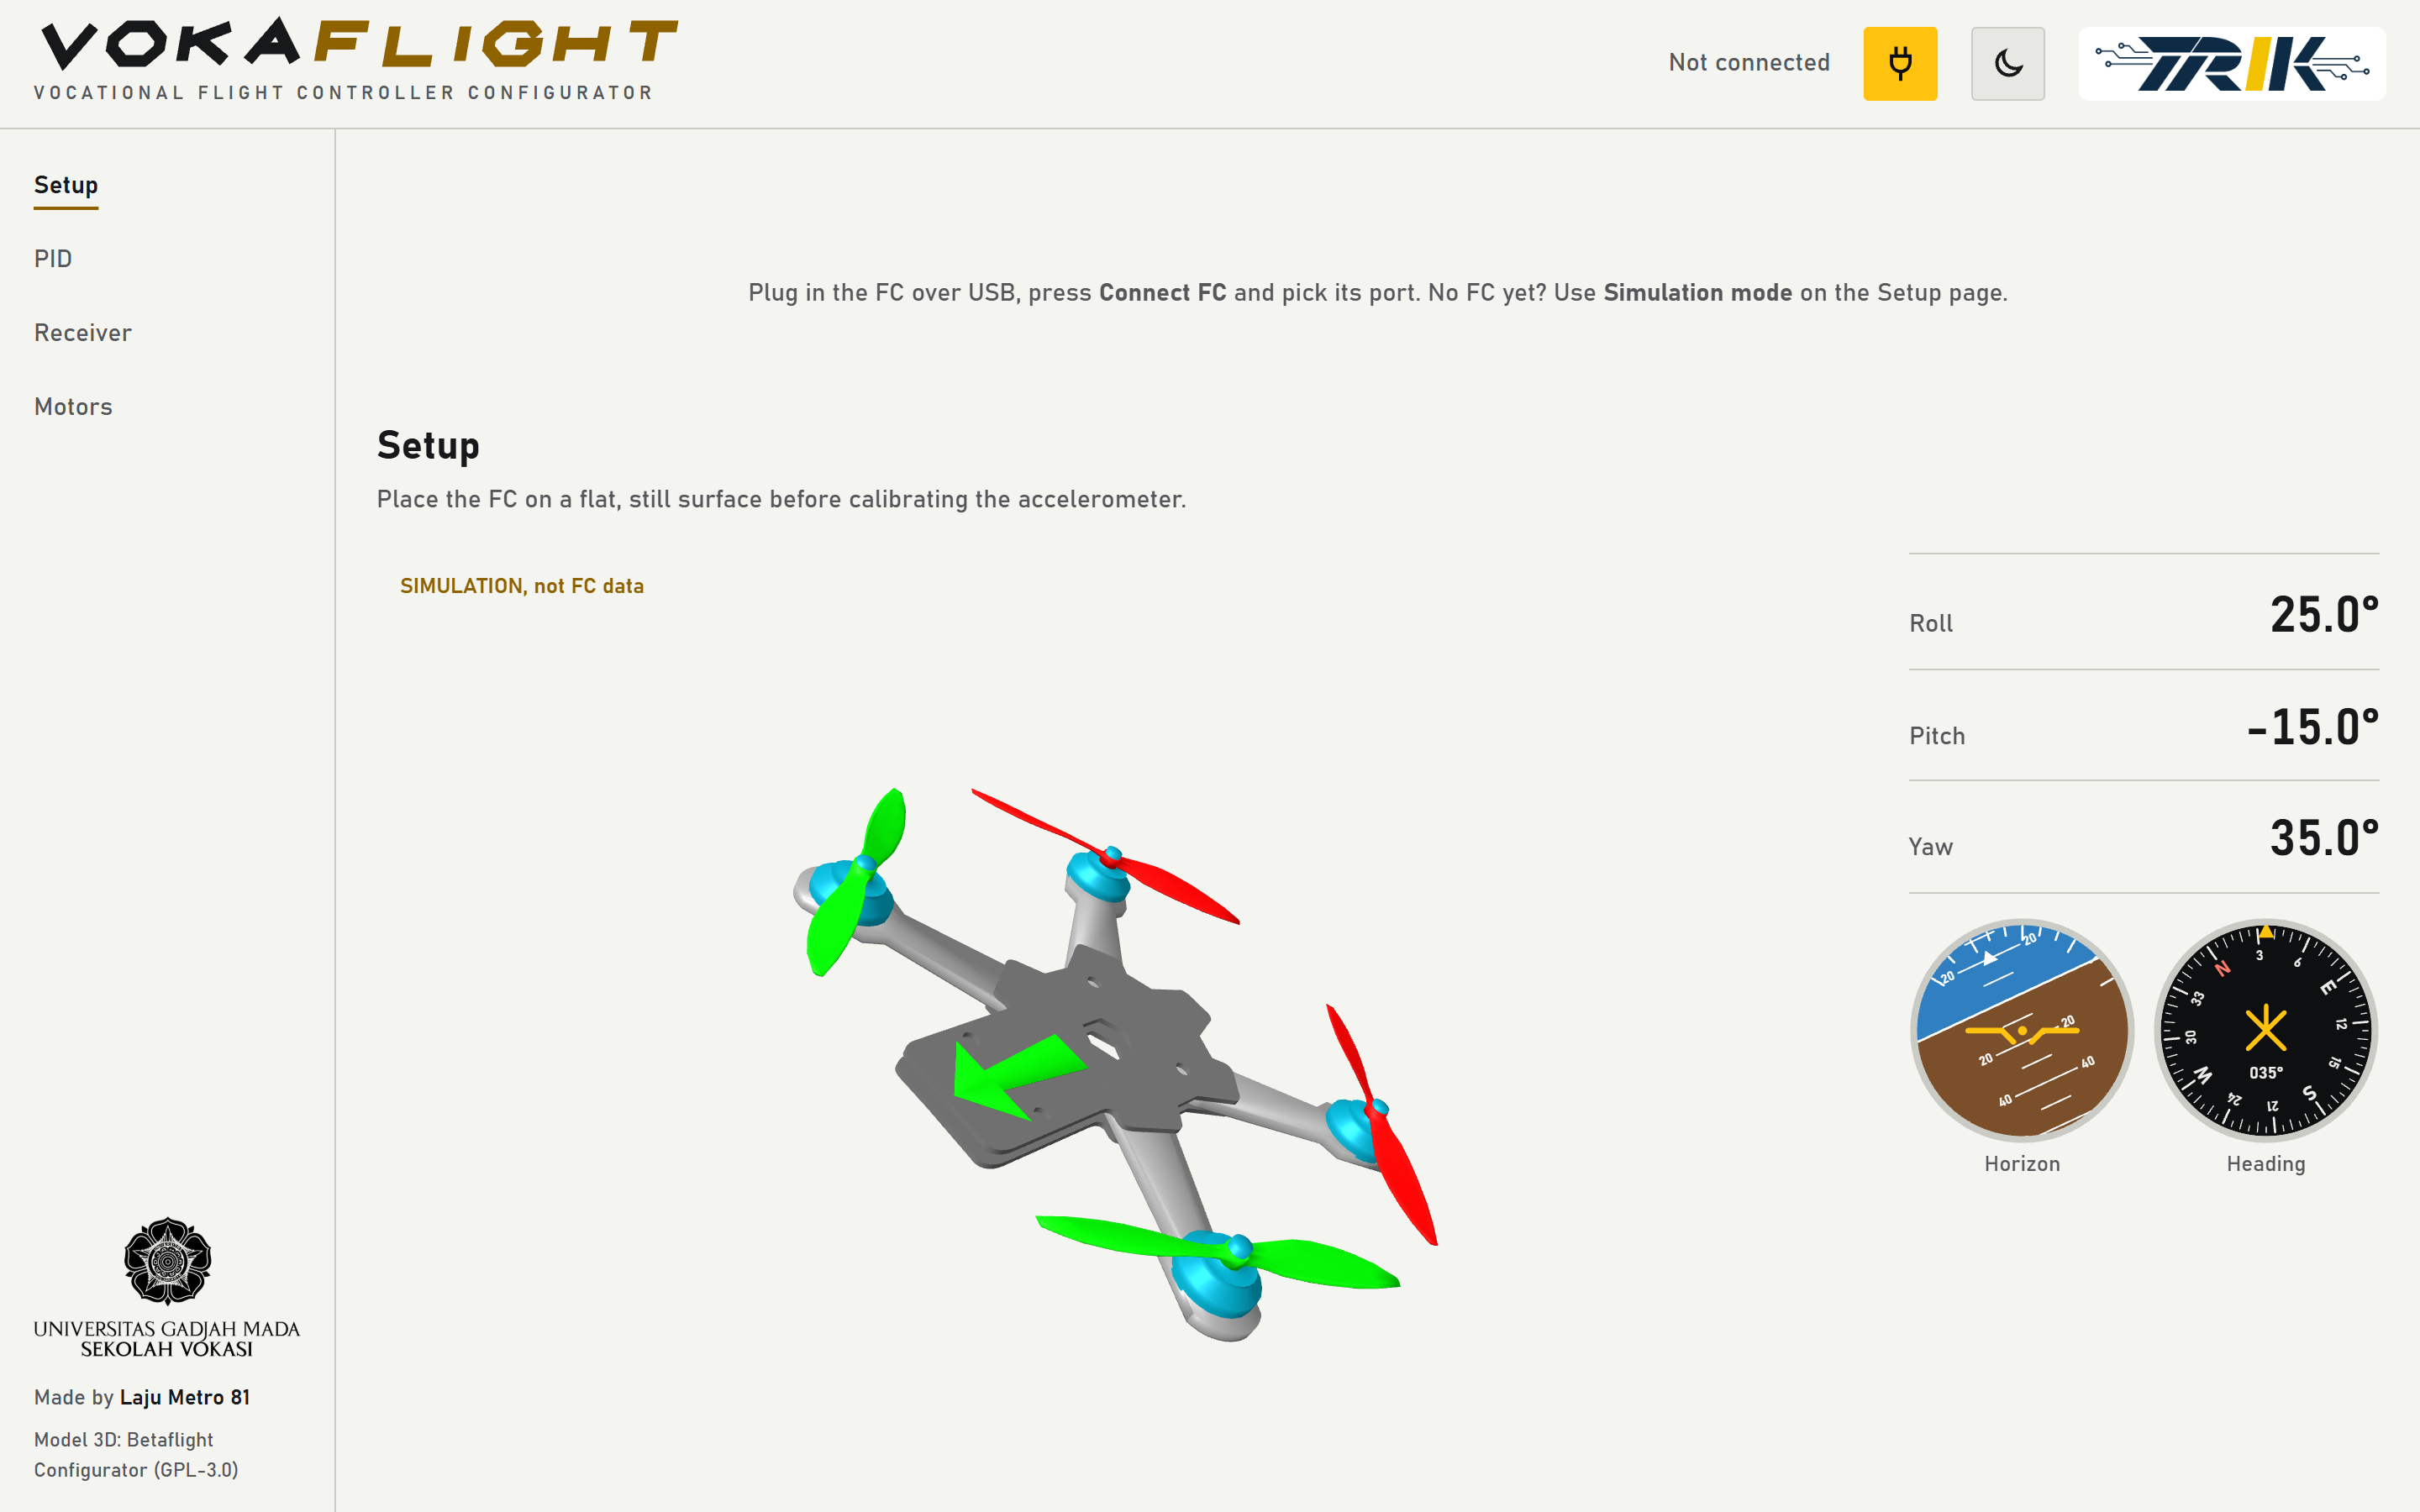 VOKAFLIGHT
VOCATIONAL FLIGHT CONTROLLER CONFIGURATOR
Not connected
TRIK
Setup
PID
Receiver
Motors
Plug in the FC over USB, press Connect FC and pick its port. No FC yet? Use Simulation mode on the Setup page.
Setup
Place the FC on a flat, still surface before calibrating the accelerometer.
SIMULATION, not FC data
Roll 25.0°
Pitch -15.0°
Yaw 35.0°
20 20
20 20
40 40
N 3 6 E 12 15 S 21 24 W 30 33
035°
Horizon
Heading
UNIVERSITAS GADJAH MADA
SEKOLAH VOKASI
Made by Laju Metro 81
Model 3D: Betaflight
Configurator (GPL-3.0)